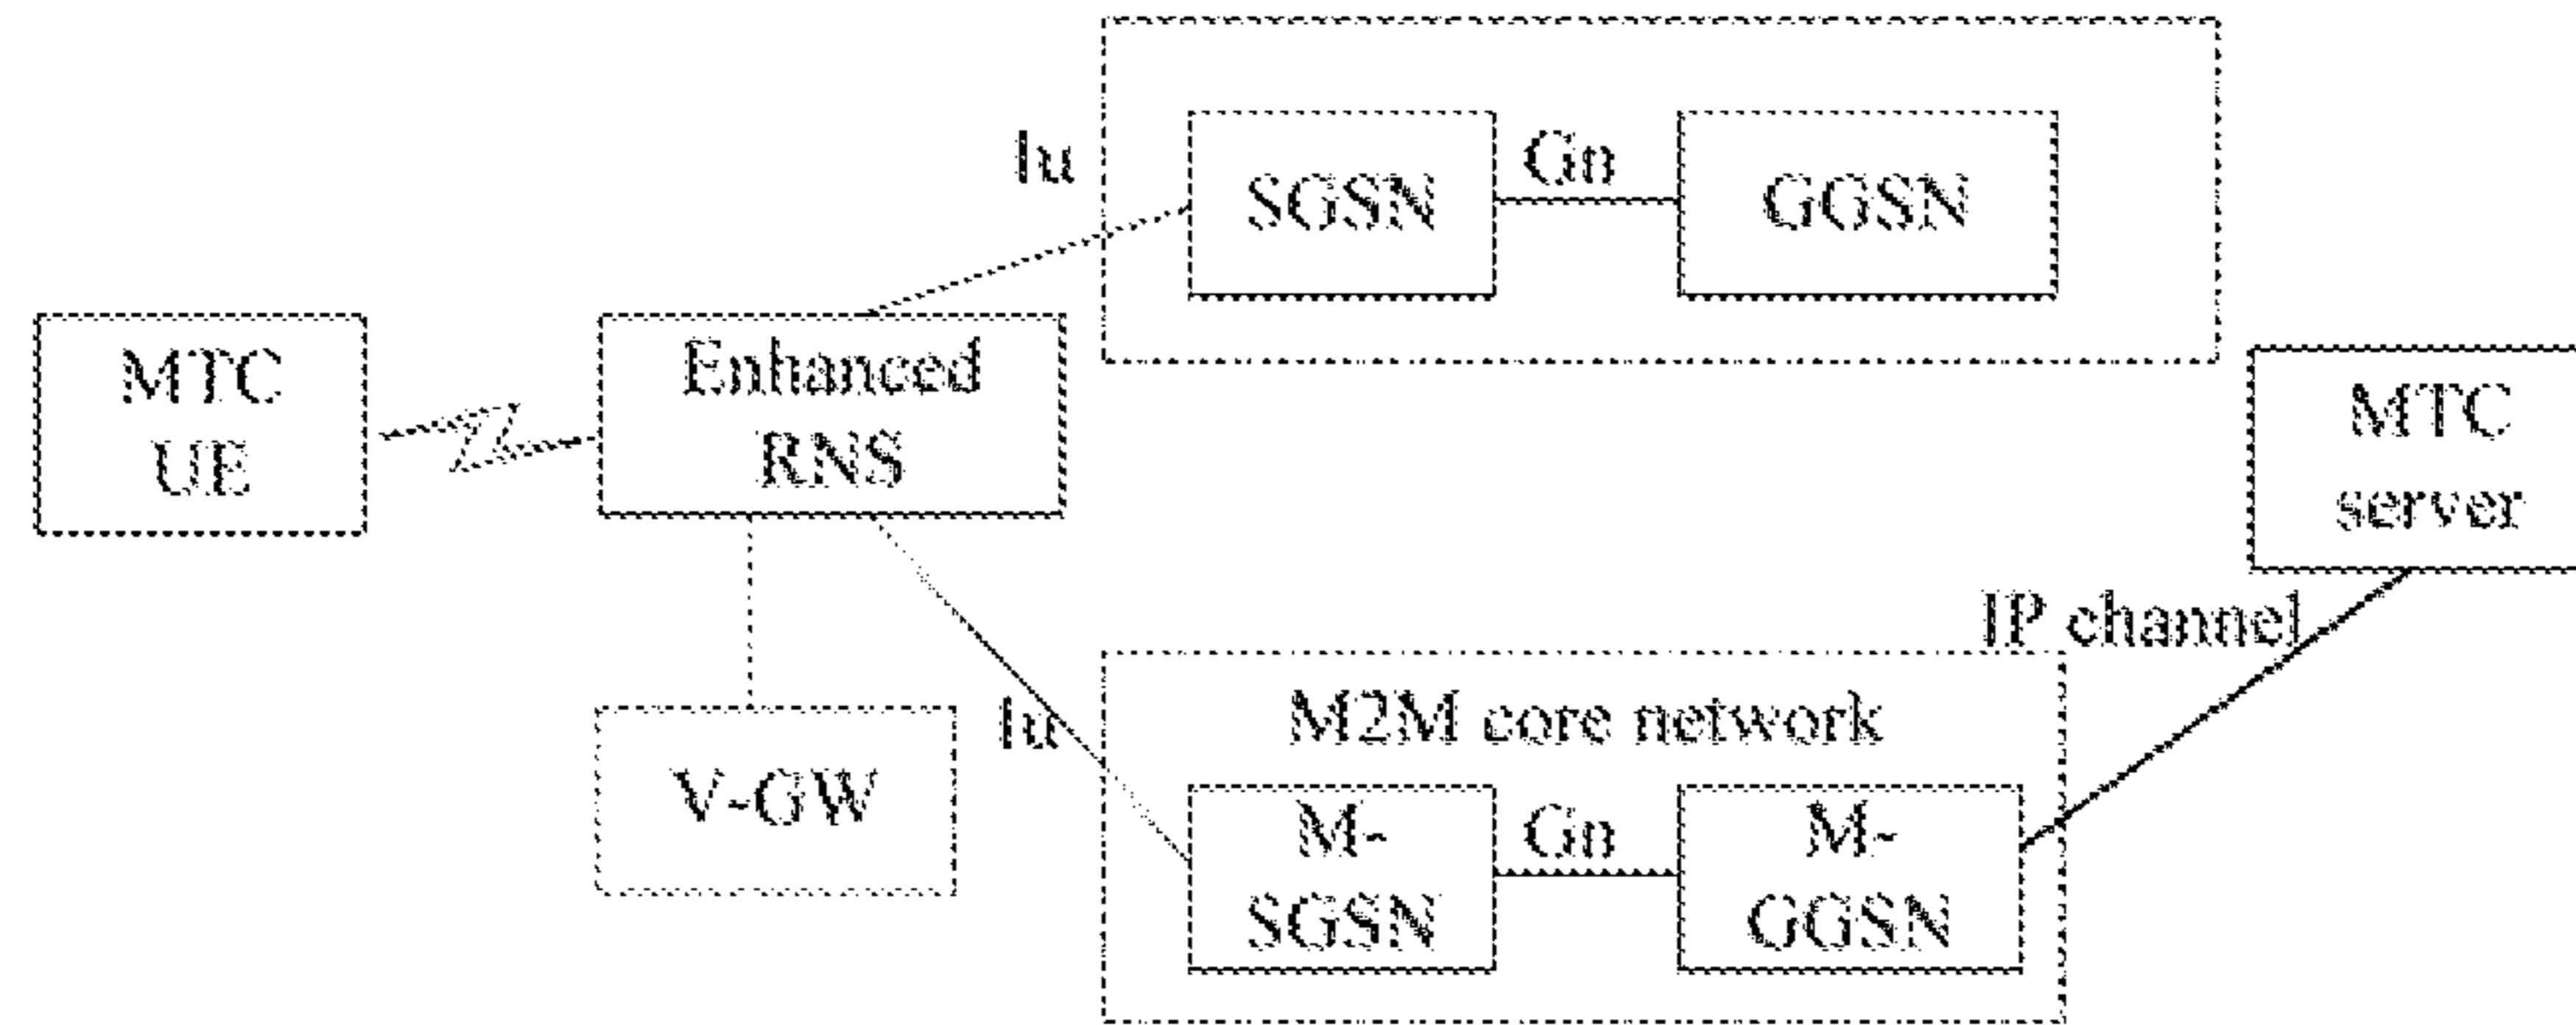 Iu
SGSN
Gn
GGSN
MTC
UE
Enhanced
RNS
MTC
server
IP channel
Iu
M2M core network
V-GW
M-
SGSN
Gn
M-
GGSN